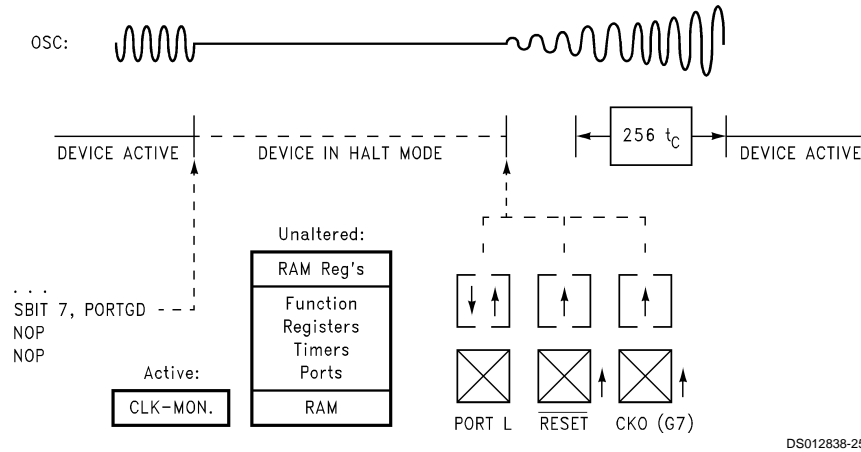 OSC:
256 tC
DEVICE ACTIVE
DEVICE IN HALT MODE
DEVICE ACTIVE
Unaltered:
RAM Reg's
. . .
SBIT 7, PORTGD
NOP
NOP
Function
Registers
Timers
Ports
Active:
CLK-MON.
RAM
PORT L
RESET
CKO (G7)
DS012838-25